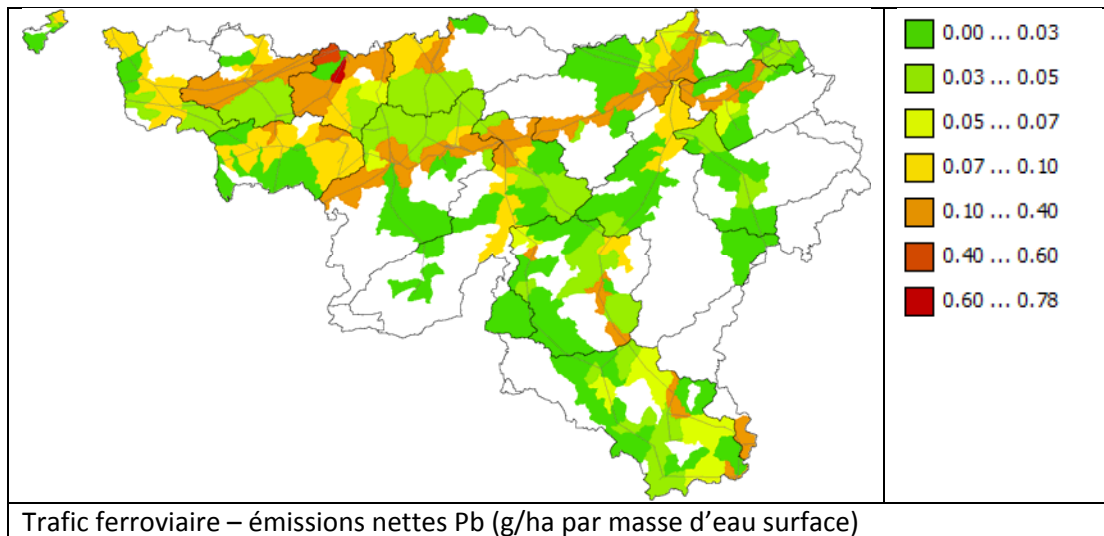 0.00 ... 0.03
0.03 ... 0.05
0.05 ... 0.07
0.07 ... 0.10
0.10 ... 0.40
0.40 ... 0.60
0.60 ... 0.78
Trafic ferroviaire – émissions nettes Pb (g/ha par masse d'eau surface)